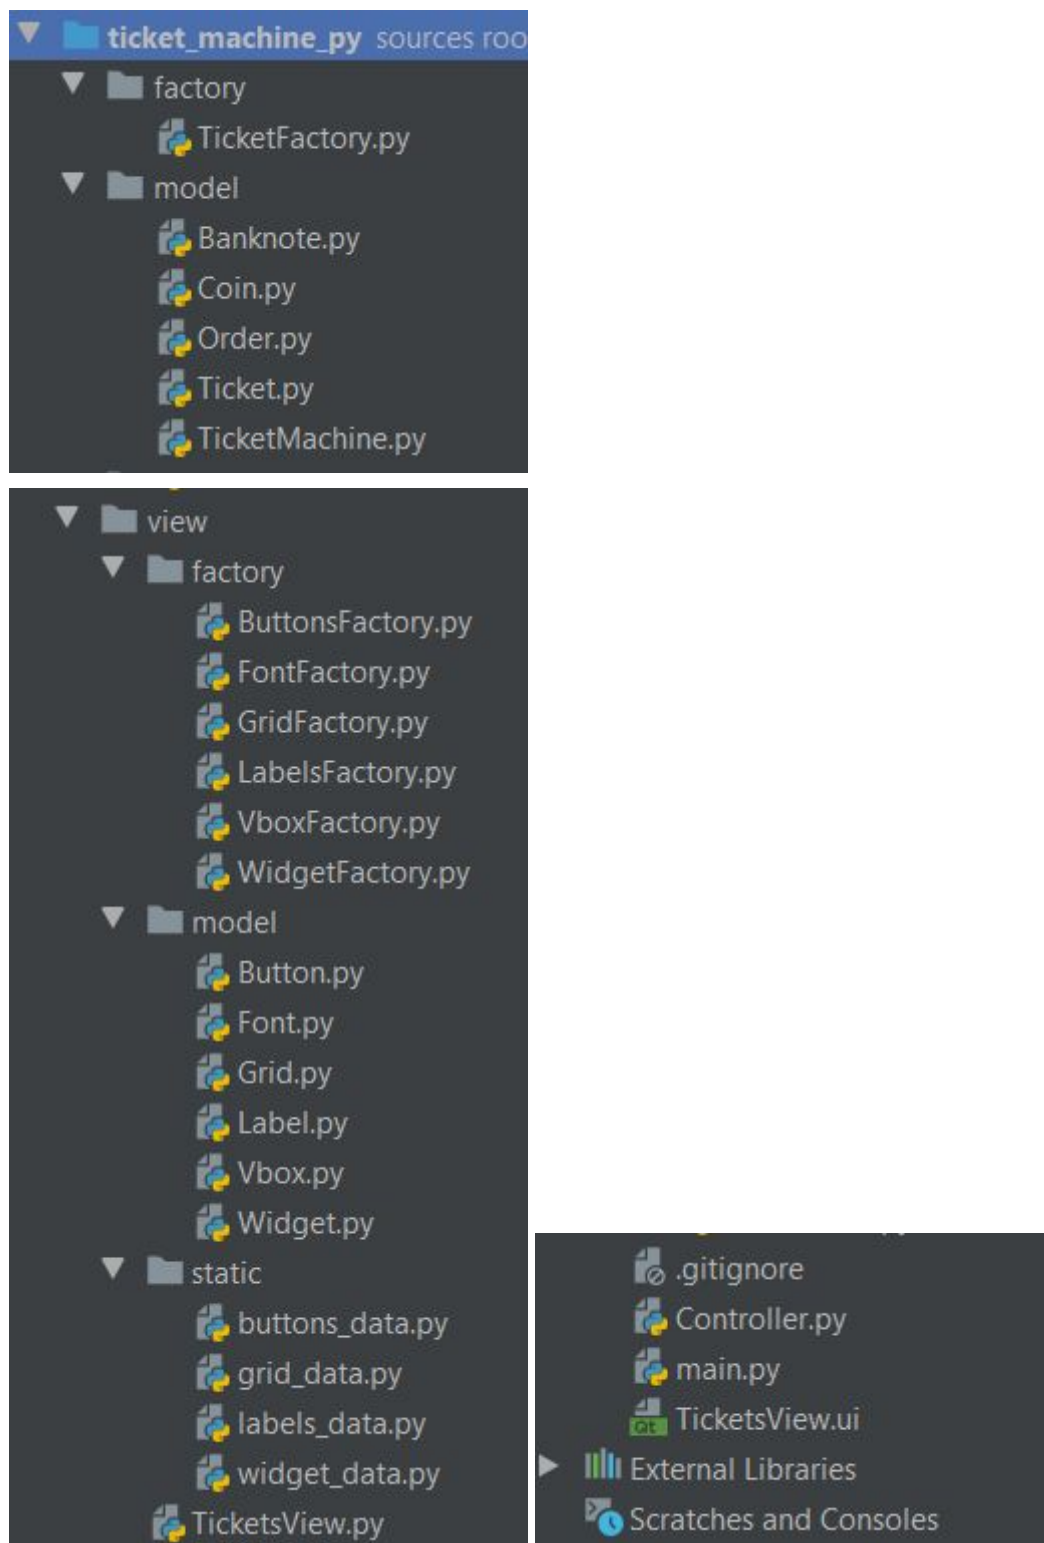 ticket_machine_py sources roo
factory
TicketFactory.py
model
Banknote.py
Coin.py
Order.py
Ticket.py
TicketMachine.py
view
factory
ButtonsFactory.py
FontFactory.py
GridFactory.py
LabelsFactory.py
VboxFactory.py
WidgetFactory.py
model
Button.py
Font.py
Grid.py
Label.py
Vbox.py
Widget.py
static
buttons_data.py
grid_data.py
labels_data.py
widget_data.py
TicketsView.py
.gitignore
Controller.py
main.py
Qt TicketsView.ui
External Libraries
Scratches and Consoles